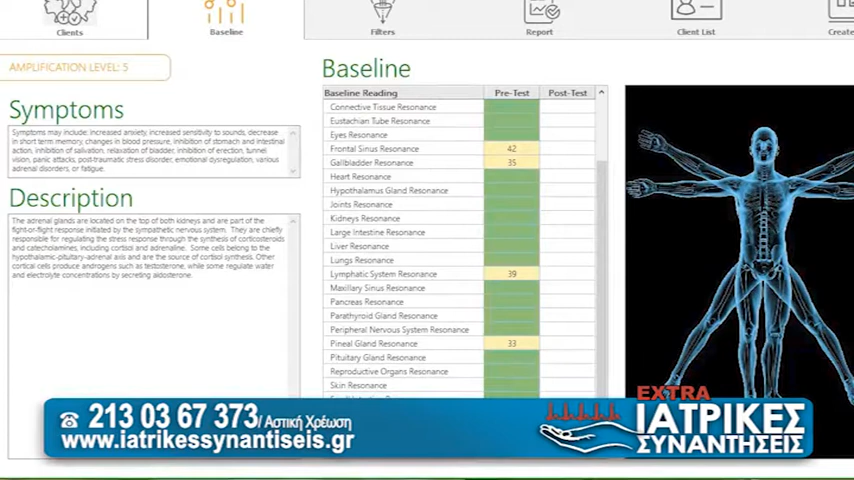 Clients
Baseline
Filters
Report
Client List
Create
AMPLIFICATION LEVEL: 5
Symptoms
Symptoms may include: increased anxiety, increased sensitivity to sounds, decrease
in short term memory, changes in blood pressure, inhibition of stomach and intestinal
action, inhibition of salivation, relaxation of bladder, inhibition of erection, tunnel
vision, panic attacks, post-traumatic stress disorder, emotional dysregulation, various
adrenal disorders, or fatigue.
Description
The adrenal glands are located on the top of both kidneys and are part of the
fight-or-flight response initiated by the sympathetic nervous system. They are chiefly
responsible for regulating the stress response through the synthesis of corticosteroids
and catecholamines, including cortisol and adrenaline. Some cells belong to the
hypothalamic-pituitary-adrenal axis and are the source of cortisol synthesis. Other
cortical cells produce androgens such as testosterone, while some regulate water
and electrolyte concentrations by secreting aldosterone.
Baseline
Baseline Reading Pre-Test Post-Test
Connective Tissue Resonance
Eustachian Tube Resonance
Eyes Resonance
Frontal Sinus Resonance 42
Gallbladder Resonance 35
Heart Resonance
Hypothalamus Gland Resonance
Joints Resonance
Kidneys Resonance
Large Intestine Resonance
Liver Resonance
Lungs Resonance
Lymphatic System Resonance 39
Maxillary Sinus Resonance
Pancreas Resonance
Parathyroid Gland Resonance
Peripheral Nervous System Resonance
Pineal Gland Resonance 33
Pituitary Gland Resonance
Reproductive Organs Resonance
Skin Resonance
213 03 67 373 / Αστική Χρέωση
www.iatrikessynantiseis.gr
EXTRA
ΙΑΤΡΙΚΕΣ
ΣΥΝΑΝΤΗΣΕΙΣ